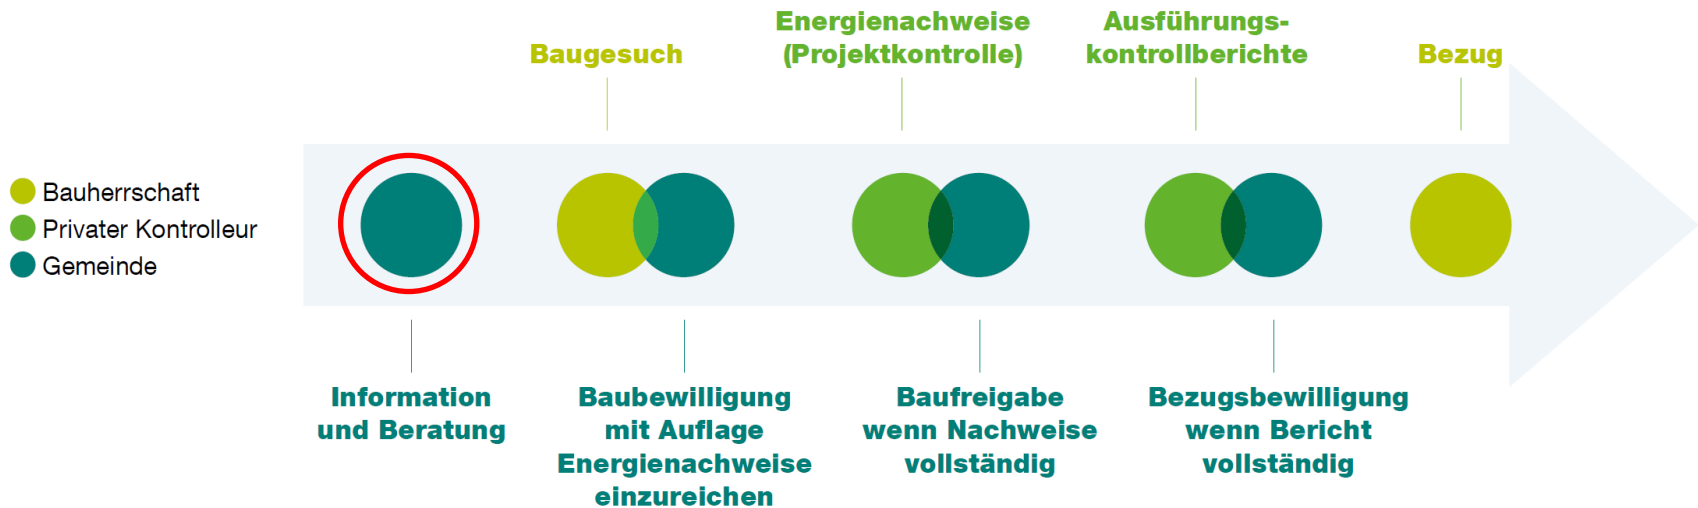 Energienachweise
(Projektkontrolle)
Ausführungs-
kontrollberichte
Baugesuch
Bezug
Bauherrschaft
Privater Kontrolleur
Gemeinde
Information
und Beratung
Baubewilligung
mit Auflage
Energienachweise
einzureichen
Baufreigabe
wenn Nachweise
vollständig
Bezugsbewilligung
wenn Bericht
vollständig